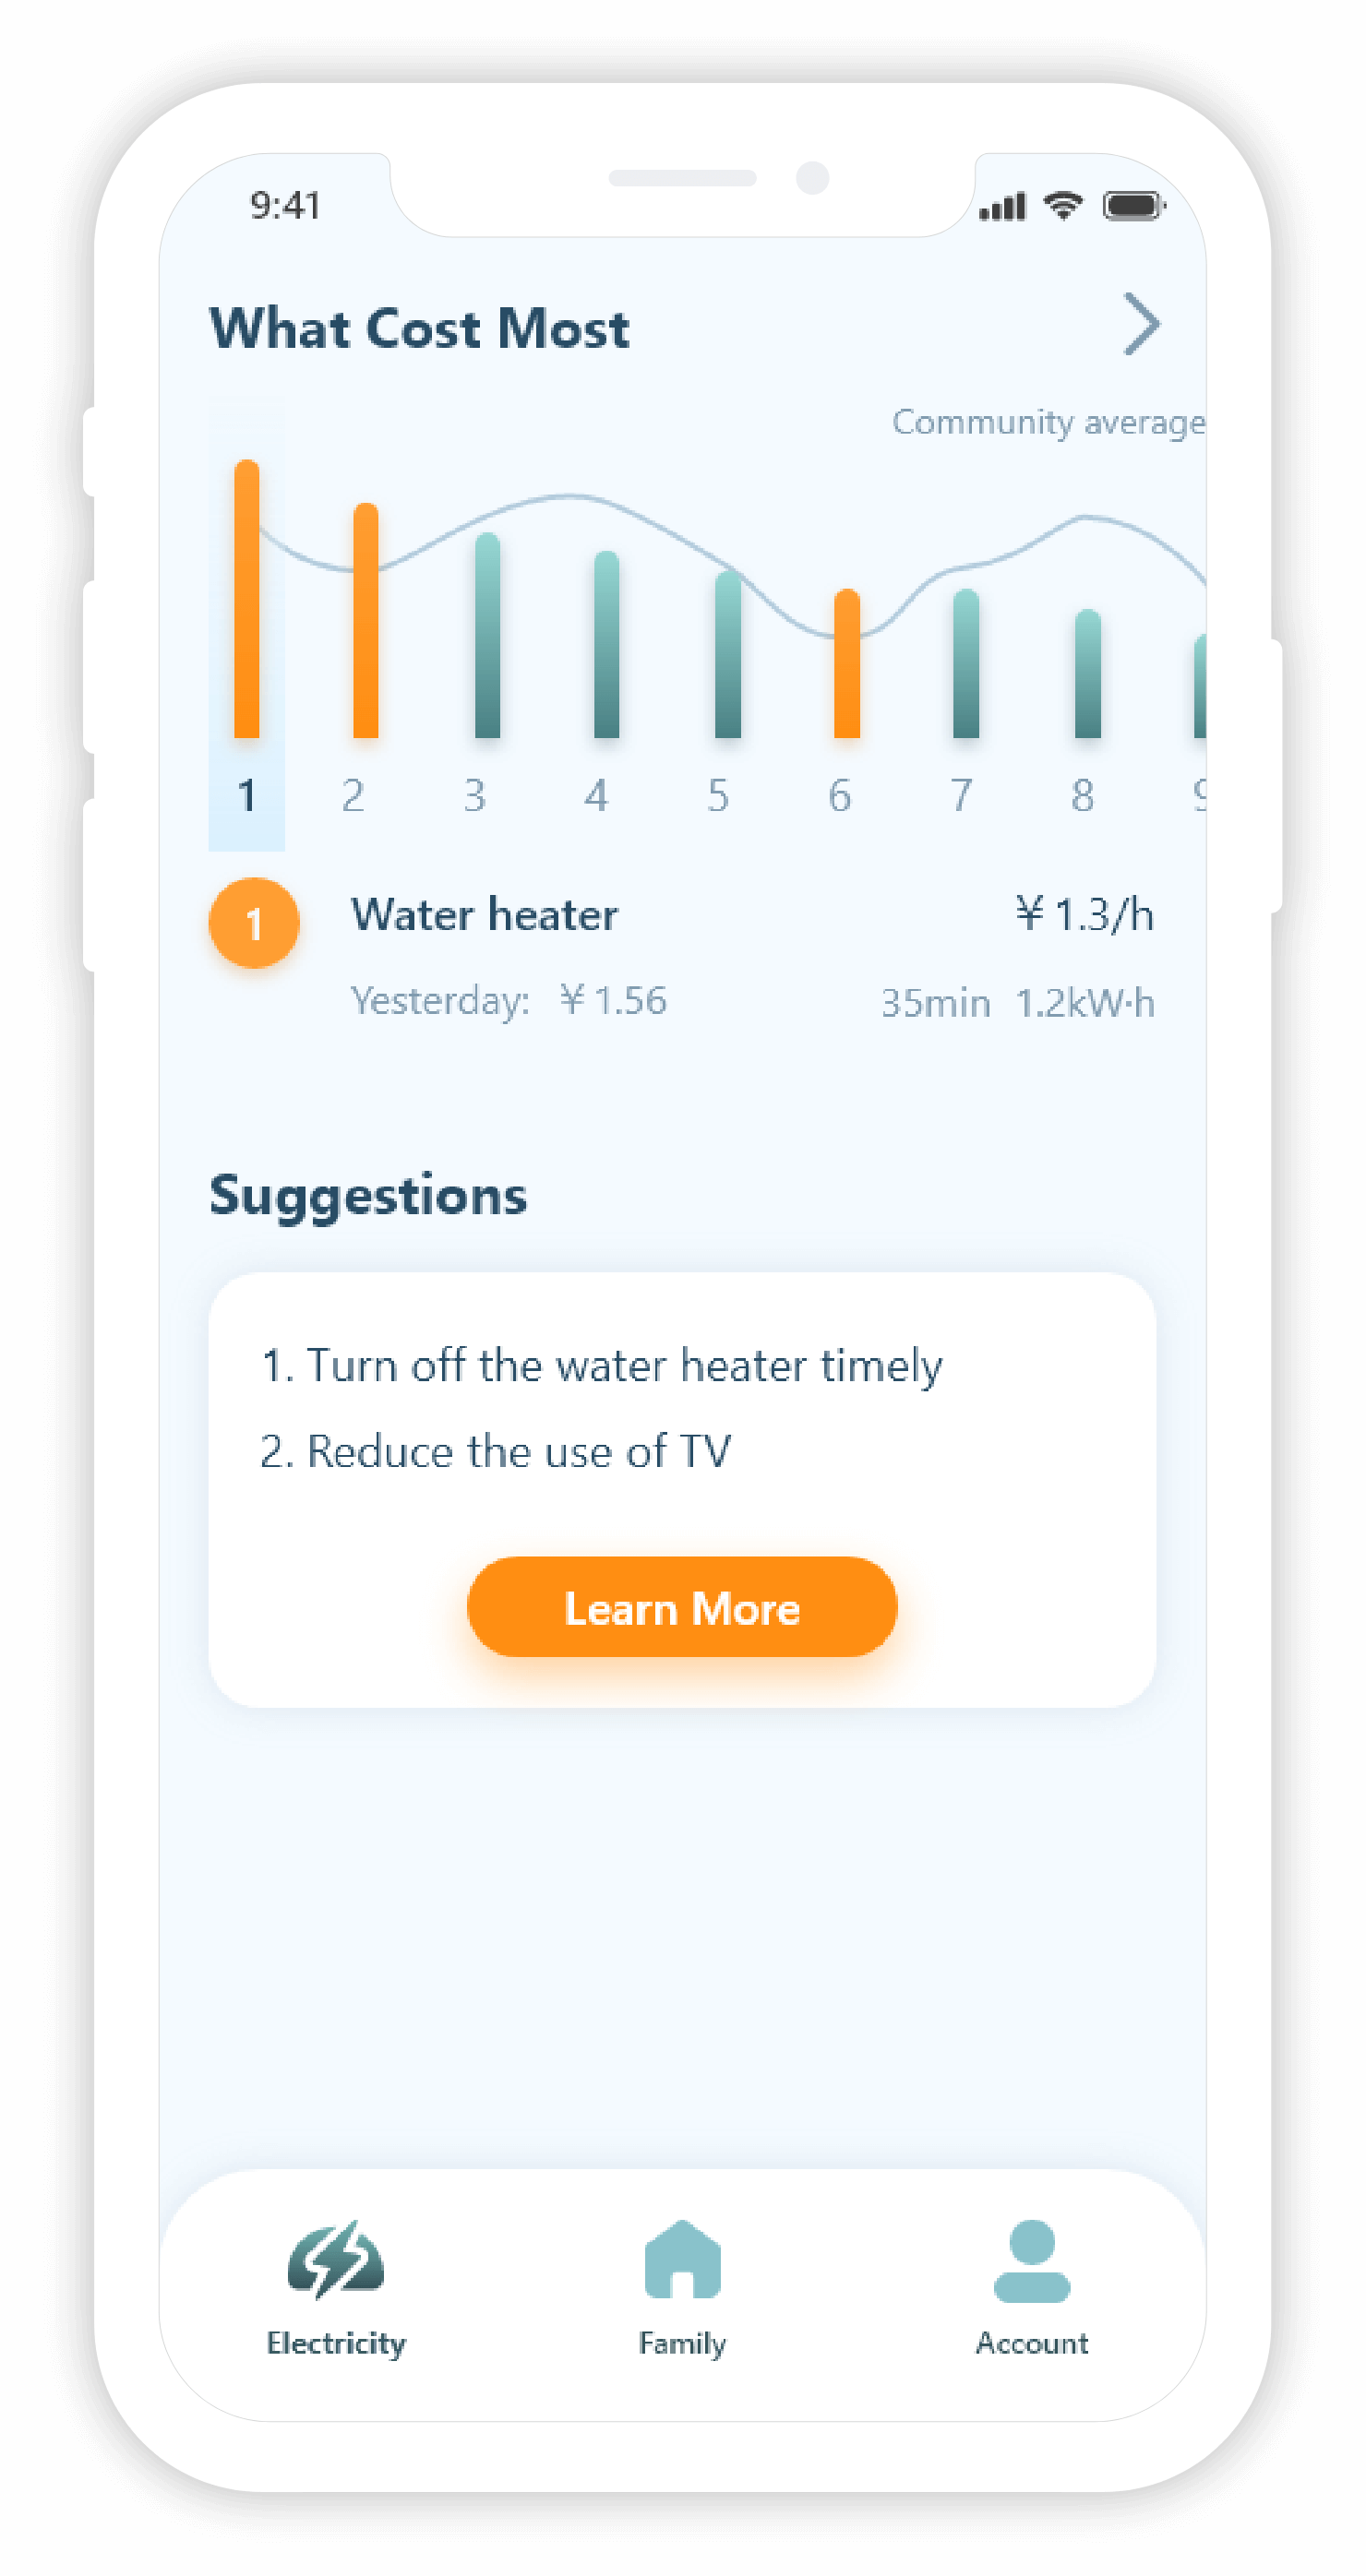 9:41
What Cost Most
Community average
1 2 3 4 5 6 7 8 9
1 Water heater ¥ 1.3/h
Yesterday: ¥ 1.56 35min 1.2kW·h
Suggestions
1. Turn off the water heater timely
2. Reduce the use of TV
Learn More
Electricity Family Account